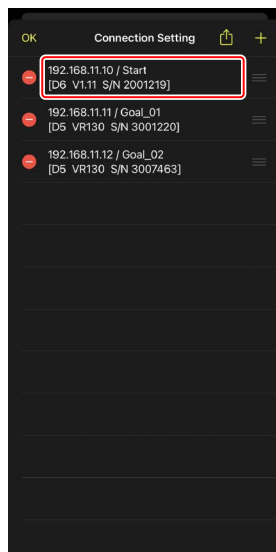 OK Connection Setting +
192.168.11.10 / Start
[D6 V1.11 S/N 2001219]
192.168.11.11 / Goal_01
[D5 VR130 S/N 3001220]
192.168.11.12 / Goal_02
[D5 VR130 S/N 3007463]